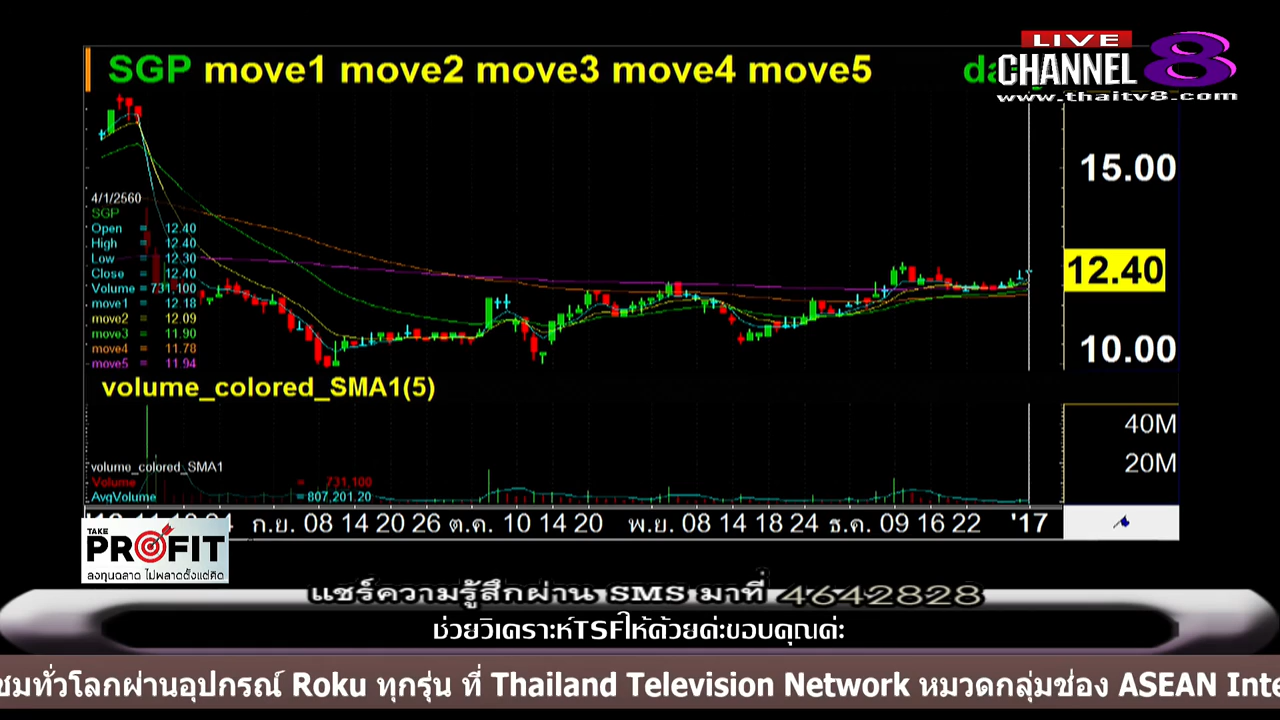 LIVE
CHANNEL 8
www.thaitv8.com
SGP move1 move2 move3 move4 move5
15.00
12.40
10.00
4/1/2560
SGP
Open = 12.40
High = 12.40
Low = 12.30
Close = 12.40
Volume = 731,100
move1 = 12.18
move2 = 12.09
move3 = 11.90
move4 = 11.78
move5 = 11.94
volume_colored_SMA1(5)
40M
20M
volume_colored_SMA1
Volume = 731,100
AvgVolume = 807,201.20
ก.ย. 08 14 20 26 ต.ค. 10 14 20 พ.ย. 08 14 18 24 ธ.ค. 09 16 22 '17
TAKE
PROFIT
ลงทุนฉลาด ไม่พลาดตั้งแต่คิด
แชร์ความรู้สึกผ่าน SMS มาที่ 4642828
ช่วยวิเคราะห์TSFให้ด้วยค่ะขอบคุณค่ะ
ชมทั่วโลกผ่านอุปกรณ์ Roku ทุกรุ่น ที่ Thailand Television Network หมวดกลุ่มช่อง ASEAN Inte